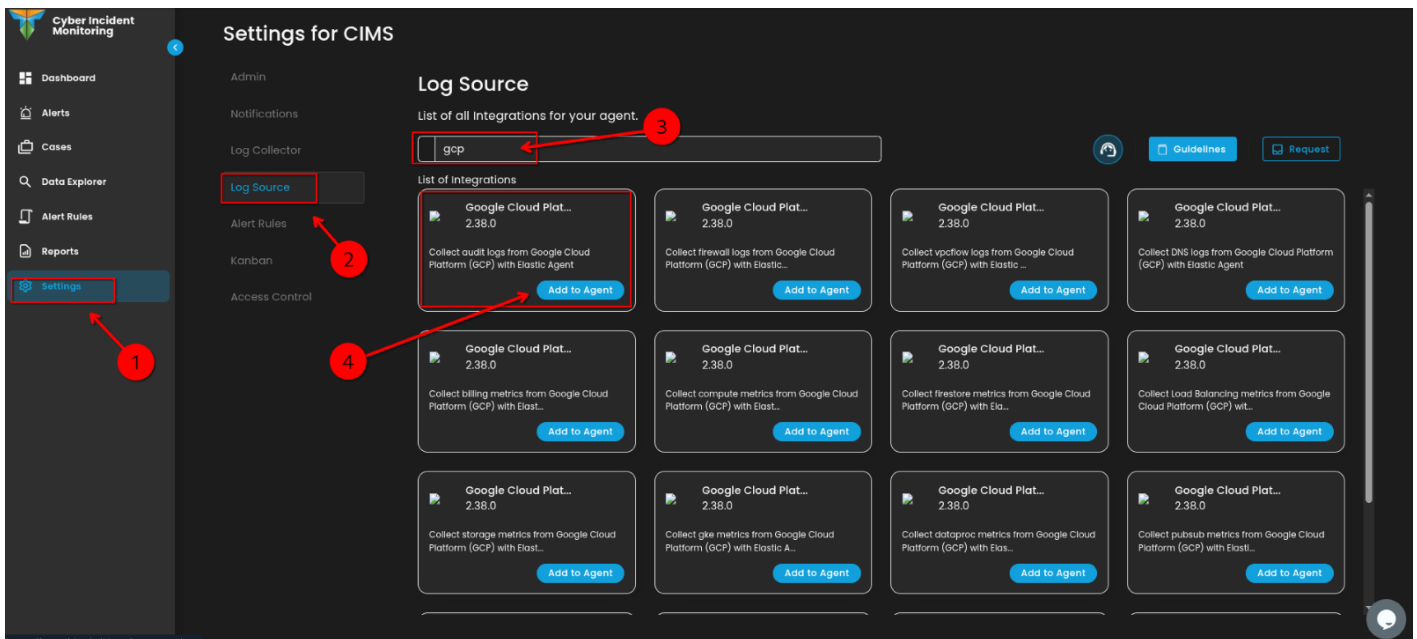 Cyber Incident
Monitoring
Dashboard
Alerts
Cases
Data Explorer
Alert Rules
Reports
Settings
1
Settings for CIMS
Admin
Notifications
Log Collector
Log Source
Alert Rules
Kanban
Access Control
2
Log Source
List of all Integrations for your agent.
3
gcp
Guidelines
Request
List of Integrations
Google Cloud Plat...
2.38.0
Collect audit logs from Google Cloud
Platform (GCP) with Elastic Agent
Add to Agent
4
Google Cloud Plat...
2.38.0
Collect firewall logs from Google Cloud
Platform (GCP) with Elastic...
Add to Agent
Google Cloud Plat...
2.38.0
Collect vpcflow logs from Google Cloud
Platform (GCP) with Elastic ...
Add to Agent
Google Cloud Plat...
2.38.0
Collect DNS logs from Google Cloud Platform
(GCP) with Elastic Agent
Add to Agent
Google Cloud Plat...
2.38.0
Collect billing metrics from Google Cloud
Platform (GCP) with Elast...
Add to Agent
Google Cloud Plat...
2.38.0
Collect compute metrics from Google Cloud
Platform (GCP) with Elast...
Add to Agent
Google Cloud Plat...
2.38.0
Collect firestore metrics from Google Cloud
Platform (GCP) with Ela...
Add to Agent
Google Cloud Plat...
2.38.0
Collect Load Balancing metrics from Google
Cloud Platform (GCP) wit...
Add to Agent
Google Cloud Plat...
2.38.0
Collect storage metrics from Google Cloud
Platform (GCP) with Elast...
Add to Agent
Google Cloud Plat...
2.38.0
Collect gke metrics from Google Cloud
Platform (GCP) with Elastic A...
Add to Agent
Google Cloud Plat...
2.38.0
Collect dataproc metrics from Google Cloud
Platform (GCP) with Elas...
Add to Agent
Google Cloud Plat...
2.38.0
Collect pubsub metrics from Google Cloud
Platform (GCP) with Elasti...
Add to Agent